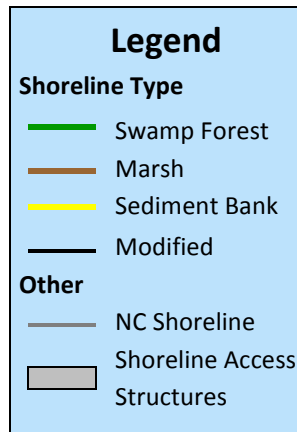 Legend
Shoreline Type
Swamp Forest
Marsh
Sediment Bank
Modified
Other
NC Shoreline
Shoreline Access
Structures